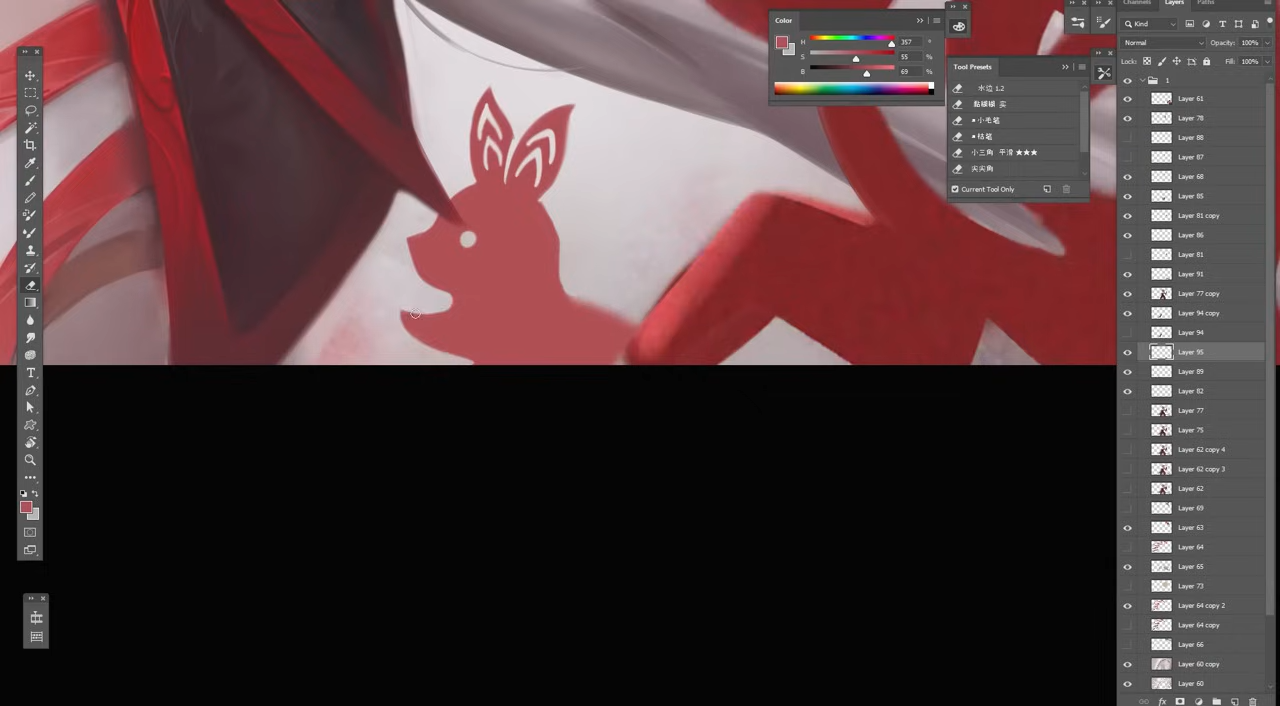 Channels Layers Paths
Color
H 357 °
S 55 %
B 69 %
Kind
Normal Opacity: 100%
Locks: Fill: 100%
Tool Presets
水边 1.2
■小毛笔
■枯笔
小三角 平滑 ★★★
尖尖角
Current Tool Only
1
Layer 61
Layer 78
Layer 88
Layer 87
Layer 68
Layer 85
Layer 81 copy
Layer 86
Layer 81
Layer 91
Layer 77 copy
Layer 94 copy
Layer 94
Layer 95
Layer 89
Layer 82
Layer 77
Layer 75
Layer 62 copy 4
Layer 62 copy 3
Layer 62
Layer 69
Layer 63
Layer 64
Layer 65
Layer 73
Layer 64 copy 2
Layer 64 copy
Layer 66
Layer 60 copy
Layer 60
fx